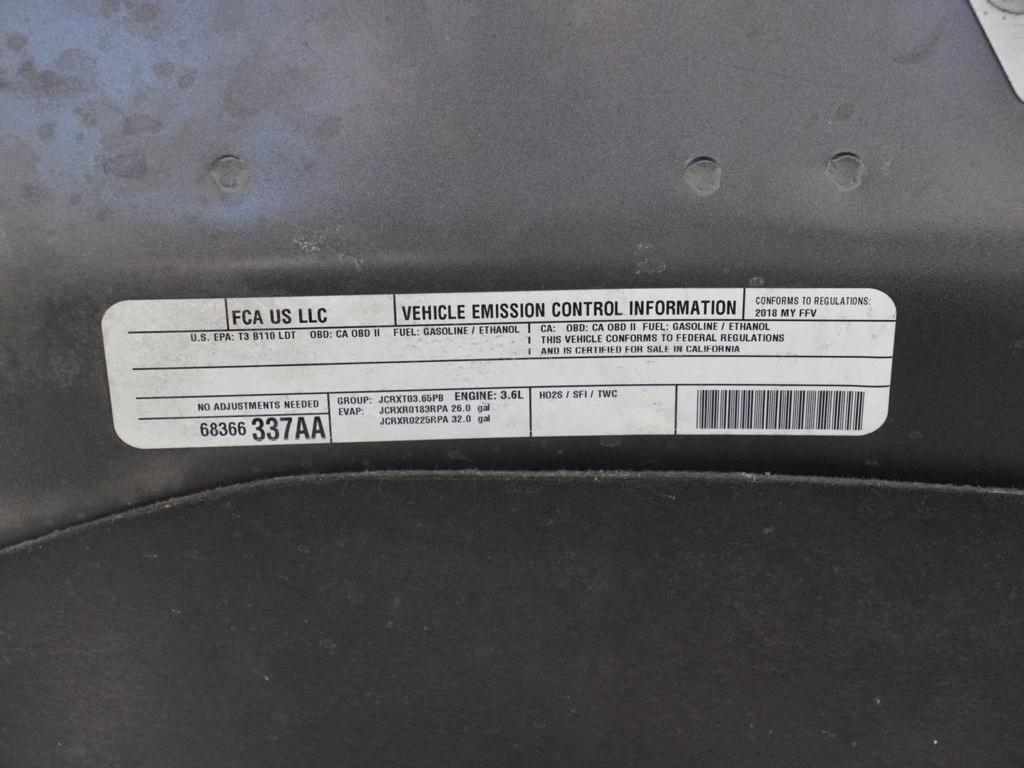 FCA US LLC
VEHICLE EMISSION CONTROL INFORMATION
CONFORMS TO REGULATIONS:
2018 MY FFV
U.S. EPA: T3 B110 LDT OBD: CA OBD II FUEL: GASOLINE / ETHANOL
CA: OBD: CA OBD II FUEL: GASOLINE / ETHANOL
THIS VEHICLE CONFORMS TO FEDERAL REGULATIONS
AND IS CERTIFIED FOR SALE IN CALIFORNIA
NO ADJUSTMENTS NEEDED
68366 337AA
GROUP: JCRXT03.65PB ENGINE: 3.6L
EVAP: JCRXR0183RPA 26.0 gal
JCRXR0225RPA 32.0 gal
HO2S / SFI / TWC